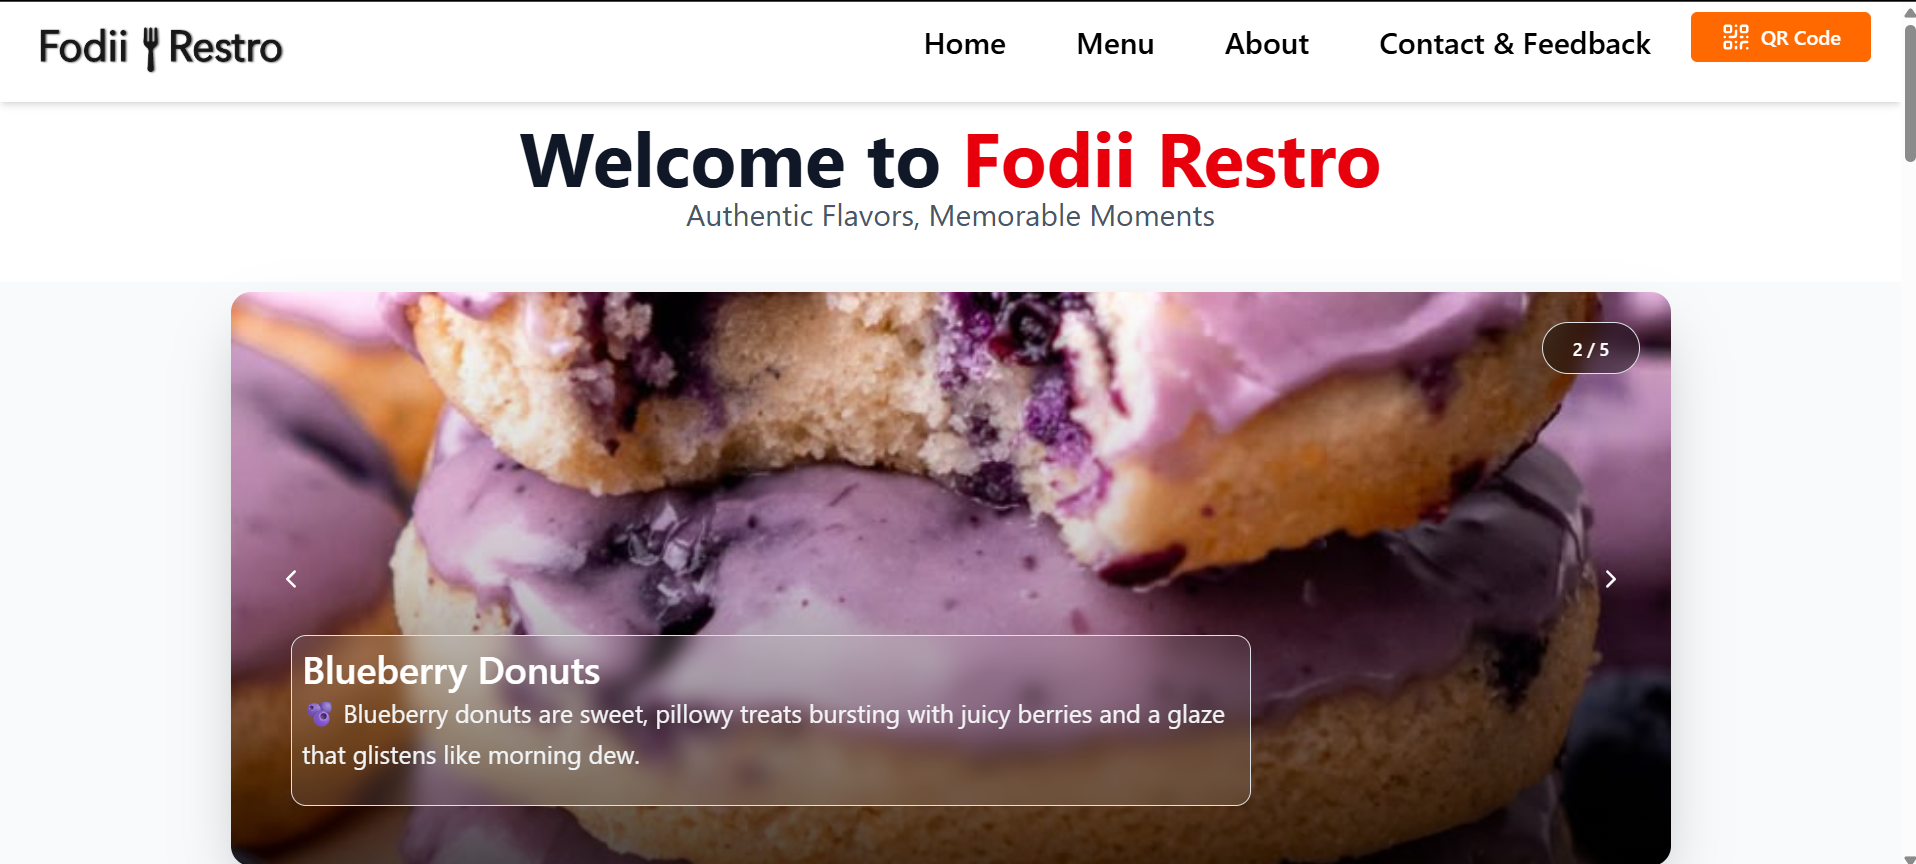 Fodii Restro
Home Menu About Contact & Feedback QR Code
Welcome to Fodii Restro
Authentic Flavors, Memorable Moments
2 / 5
Blueberry Donuts
🫐 Blueberry donuts are sweet, pillowy treats bursting with juicy berries and a glaze
that glistens like morning dew.